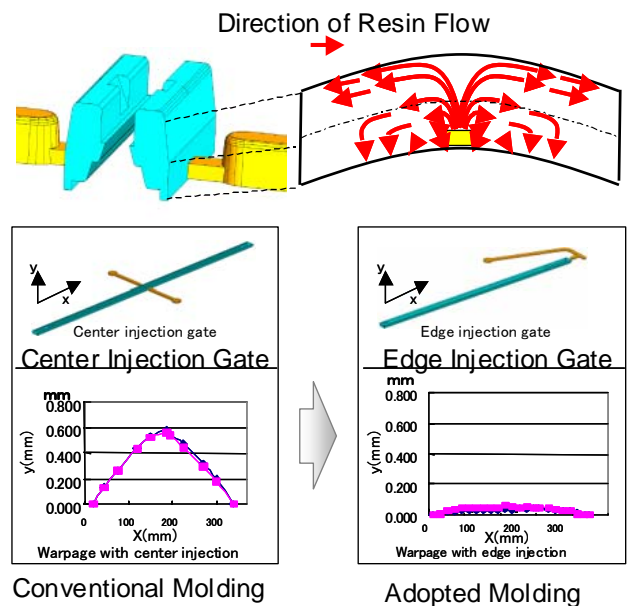 Direction of Resin Flow
y
x
Center injection gate
Center Injection Gate
mm
0.800
0.600
0.400
0.200
0.000
y(mm)
0
100
200
300
X(mm)
Warpage with center injection
Conventional Molding
y
x
Edge injection gate
Edge Injection Gate
mm
0.800
0.600
0.400
0.200
0.000
y(mm)
0
100
200
300
X(mm)
Warpage with edge injection
Adopted Molding